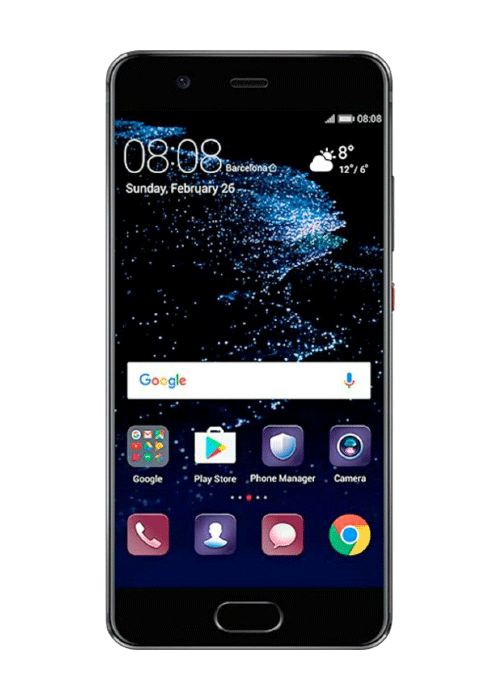 08:08
08:08 Barcelona
8°
12°/ 6°
Sunday, February 26
Google
Google
Play Store
Phone Manager
Camera